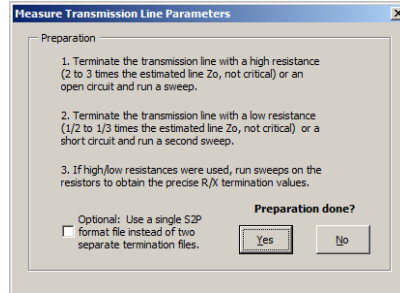 Measure Transmission Line Parameters
Preparation
1. Terminate the transmission line with a high resistance
(2 to 3 times the estimated line Zo, not critical) or an
open circuit and run a sweep.
2. Terminate the transmission line with a low resistance
(1/2 to 1/3 times the estimated line Zo, not critical) or a
short circuit and run a second sweep.
3. If high/low resistances were used, run sweeps on the
resistors to obtain the precise R/X termination values.
Optional: Use a single S2P
format file instead of two
separate termination files.
Preparation done?
Yes
No